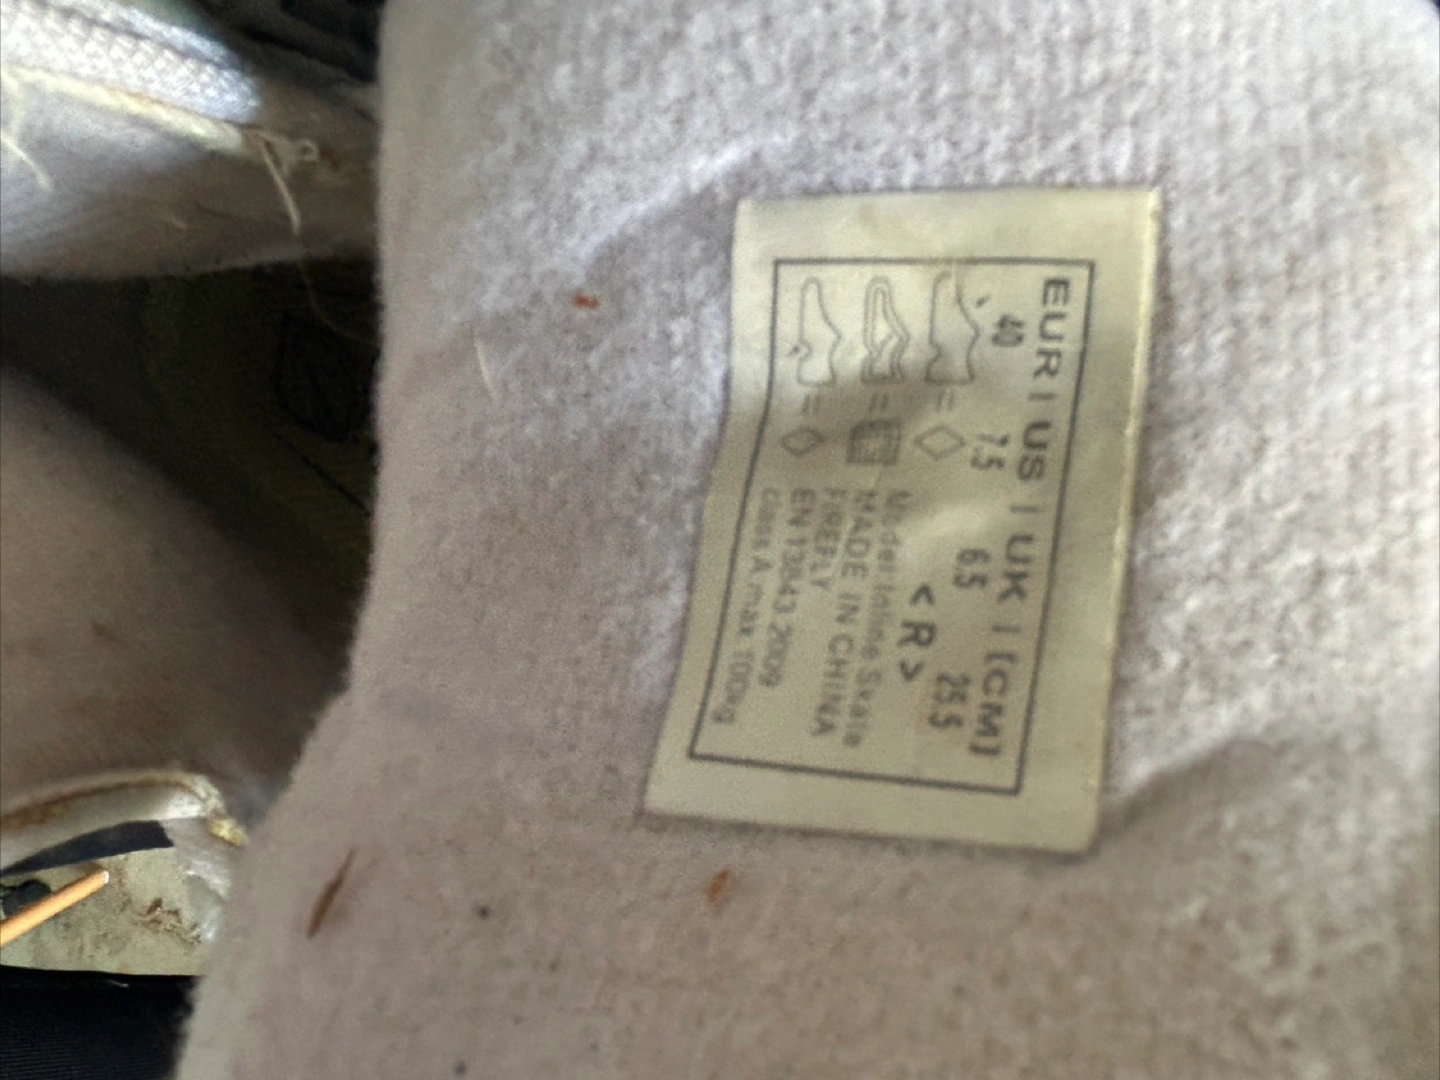 EUR | US | UK | (CM)
40 7.5 6.5 25.5
< R >
Model: Inline Skate
MADE IN CHINA
FIREFLY
EN 13843:2009
class A max 100kg